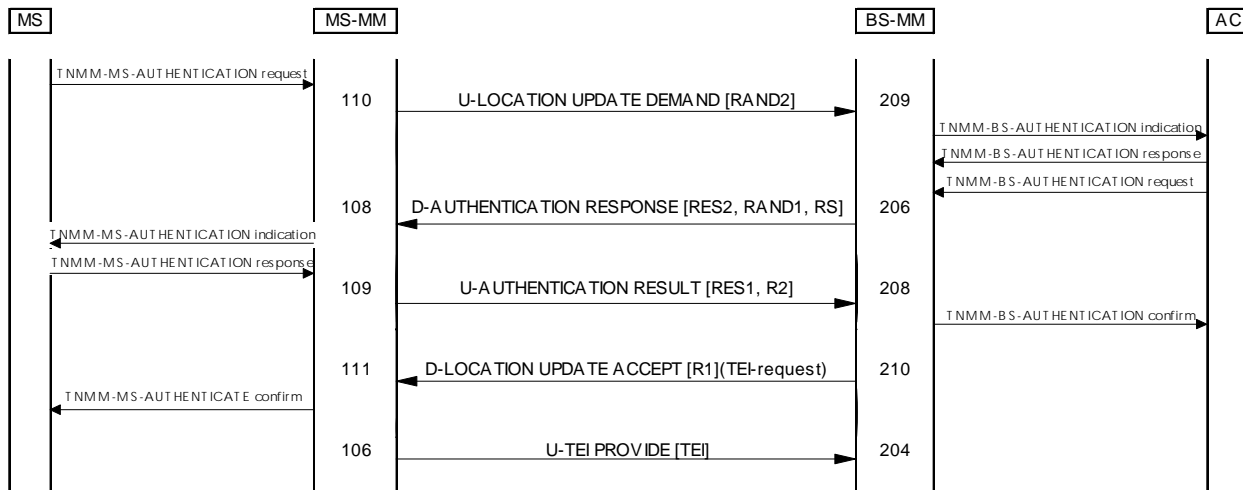 MS MS-MM BS-MM AC
TNMM-MS-AUTHENTICATION request
110 U-LOCATION UPDATE DEMAND [RAND2] 209
TNMM-BS-AUTHENTICATION indication
TNMM-BS-AUTHENTICATION response
TNMM-BS-AUTHENTICATION request
108 D-AUTHENTICATION RESPONSE [RES2, RAND1, RS] 206
TNMM-MS-AUTHENTICATION indication
TNMM-MS-AUTHENTICATION response
109 U-AUTHENTICATION RESULT [RES1, R2] 208
TNMM-BS-AUTHENTICATION confirm
111 D-LOCATION UPDATE ACCEPT [R1](TEI-request) 210
TNMM-MS-AUTHENTICATE confirm
106 U-TEI PROVIDE [TEI] 204